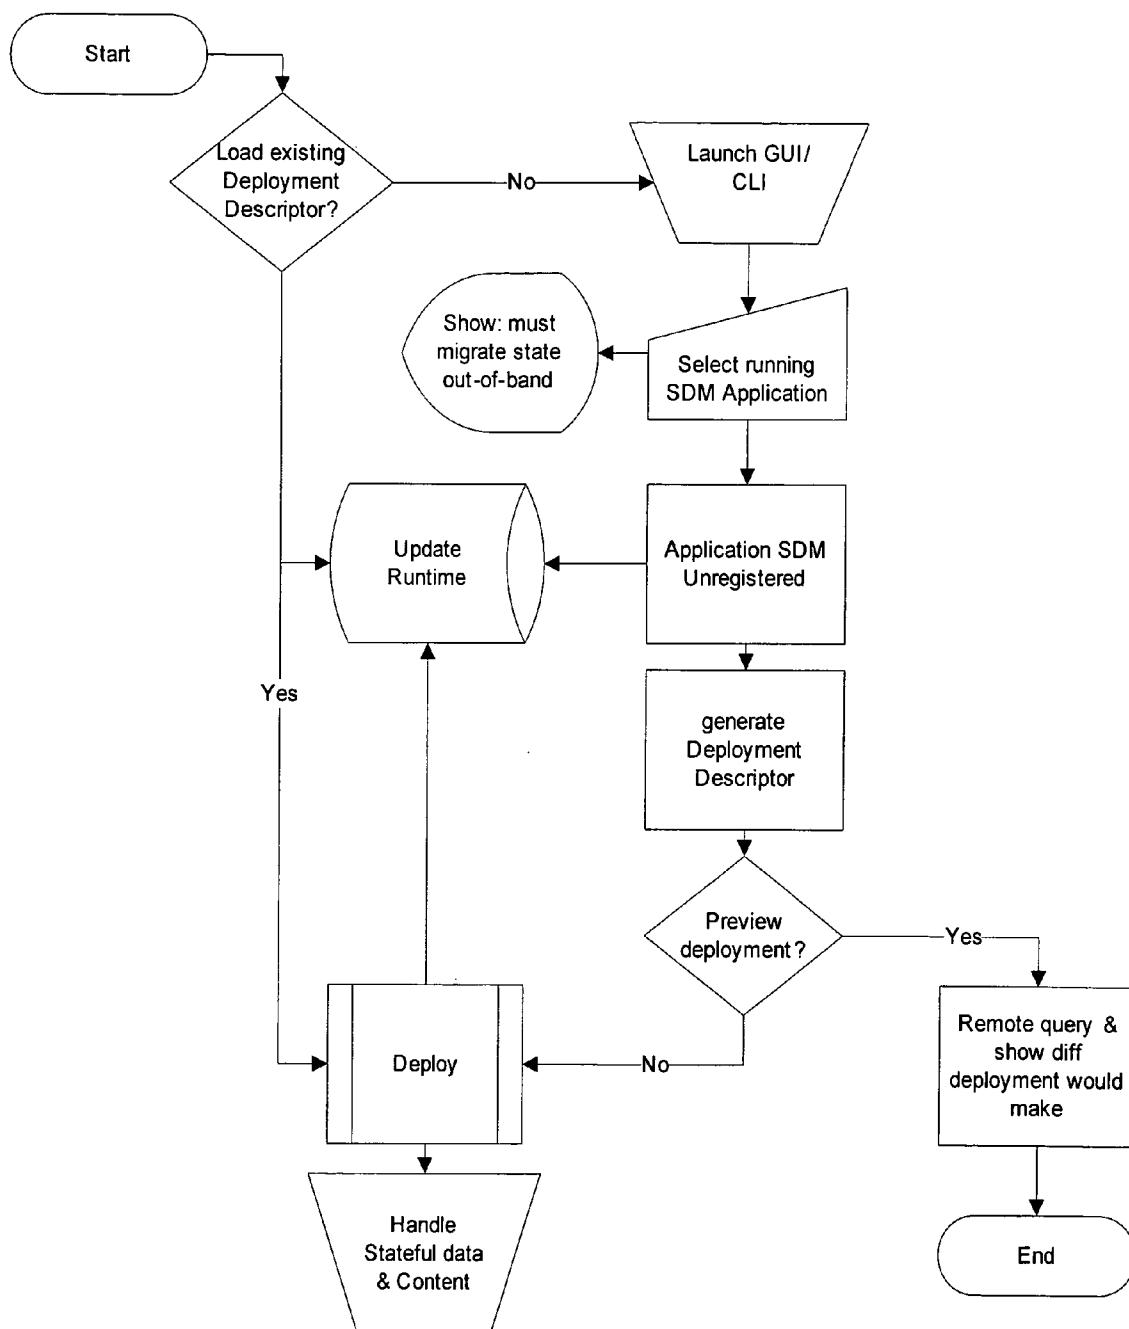 Start
Load existing
Deployment
Descriptor?
No
Launch GUI/
CLI
Show: must
migrate state
out-of-band
Select running
SDM Application
Update
Runtime
Application SDM
Unregistered
Yes
generate
Deployment
Descriptor
Preview
deployment?
Yes
Deploy
No
Remote query &
show diff
deployment would
make
Handle
Stateful data
& Content
End